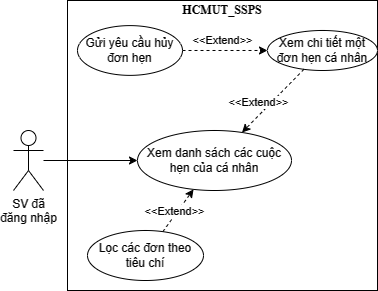 HCMUT_SSPS
Gửi yêu cầu hủy
đơn hẹn
<<Extend>>
Xem chi tiết một
đơn hẹn cá nhân
<<Extend>>
Xem danh sách các cuộc
hẹn của cá nhân
SV đã
đăng nhập
<<Extend>>
Lọc các đơn theo
tiêu chí